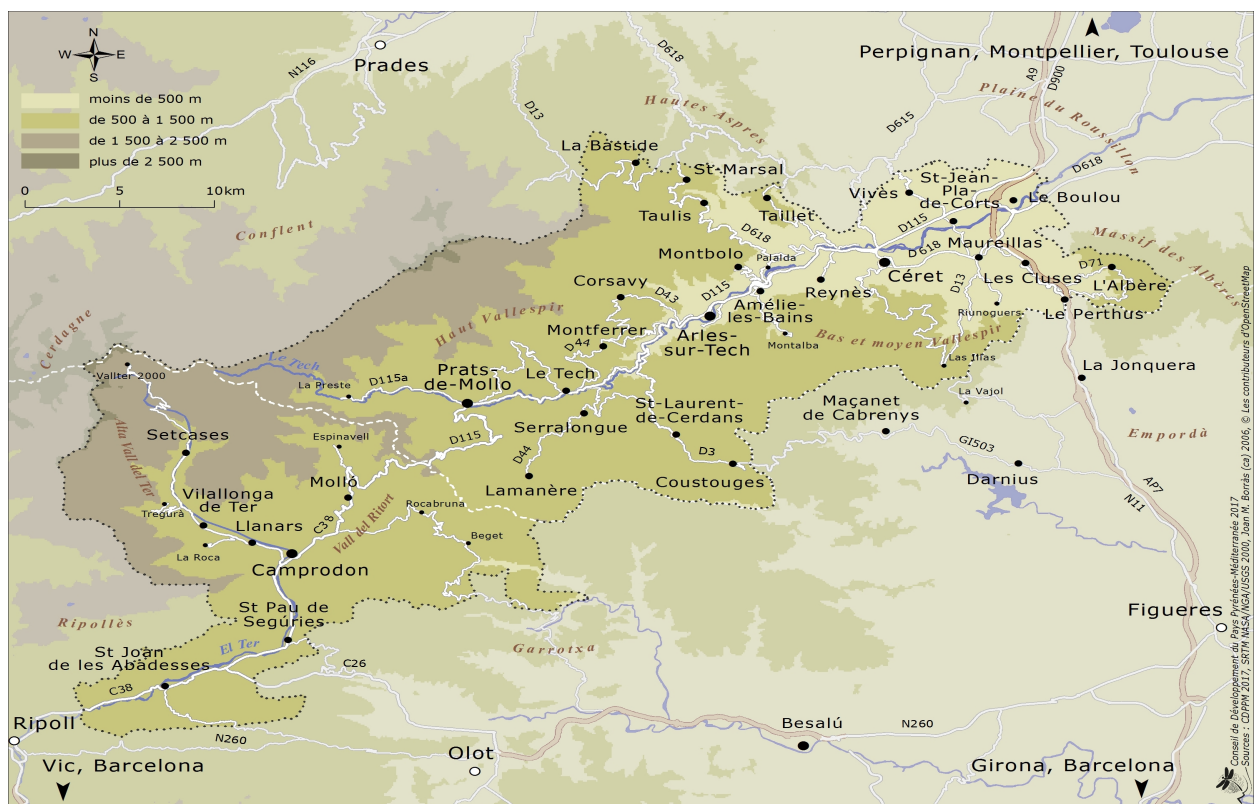 N
W E
S
moins de 500 m
de 500 à 1 500 m
de 1 500 à 2 500 m
plus de 2 500 m
0 5 10km
N116
Prades
D13
D618
Hautes Aspres
D615
Perpignan, Montpellier, Toulouse
A9
D900
Plaine du Roussillon
D618
Conflent
Cerdagne
La Bastide
St-Marsal
Taulis
Taillet
D618
Vivès
St-Jean-
Pla-
de-Corts
Le Boulou
D115
D618
Maureillas
Massif des Albères
D71
L'Albère
Les Cluses
Le Perthus
D13
Riunoguers
Céret
Reynès
Montbolo
Palalda
Amélie-
les-Bains
Montalba
Bas et moyen Vallespir
Las Illas
Corsavy
D43
D115
Montferrer
D44
Arles-
sur-Tech
Haut Vallespir
Le Tech
La Preste
D115a
Prats-
de-Mollo
Le Tech
D115
Serralongue
St-Laurent-
de-Cerdans
D44
Lamanère
D3
Coustouges
Maçanet
de Cabrenys
La Vajol
La Jonquera
GI503
Darnius
Empordà
AP7
N11
Figueres
Vallter 2000
Setcases
Alta Vall del Ter
Espinavell
Molló
Vilallonga
de Ter
Tregurà
Llanars
La Roca
C38
Vall del Ritort
Rocabruna
Beget
Camprodon
St Pau de
Segúries
Ripollès
St Joan
de les Abadesses
El Ter
C38
C26
Garrotxa
Ripoll
N260
Vic, Barcelona
Olot
Besalú
N260
Girona, Barcelona
Conseil de Développement du Pays Pyrénées-Méditerranée 2017
Sources : CDPPM 2017, SRTM NASA/NGA/USGS 2000, Joan M. Borràs (ca) 2006, © Les contributeurs d'OpenStreetMap